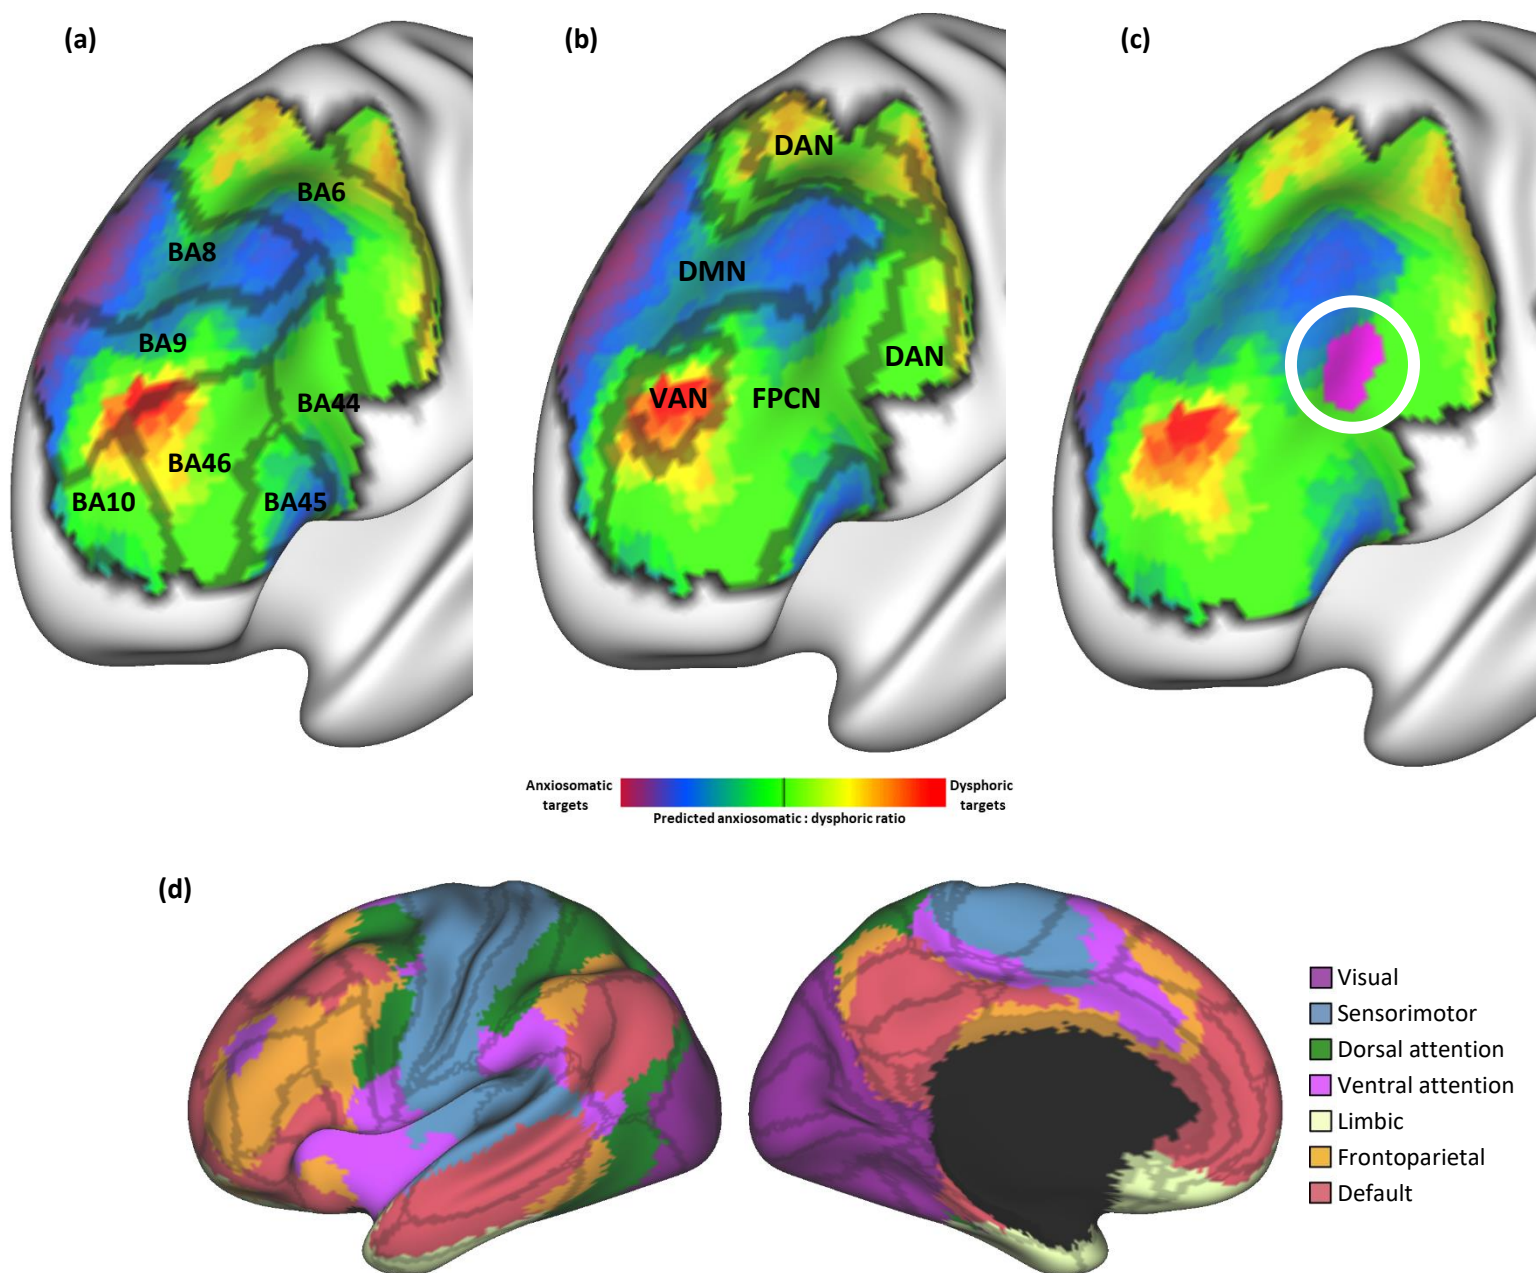 (a)
BA6
BA8
BA9
BA44
BA46
BA10
BA45
(b)
DAN
DMN
DAN
VAN
FPCN
(c)
Anxiosomatic
targets
Dysphoric
targets
Predicted anxiosomatic : dysphoric ratio
(d)
Visual
Sensorimotor
Dorsal attention
Ventral attention
Limbic
Frontoparietal
Default